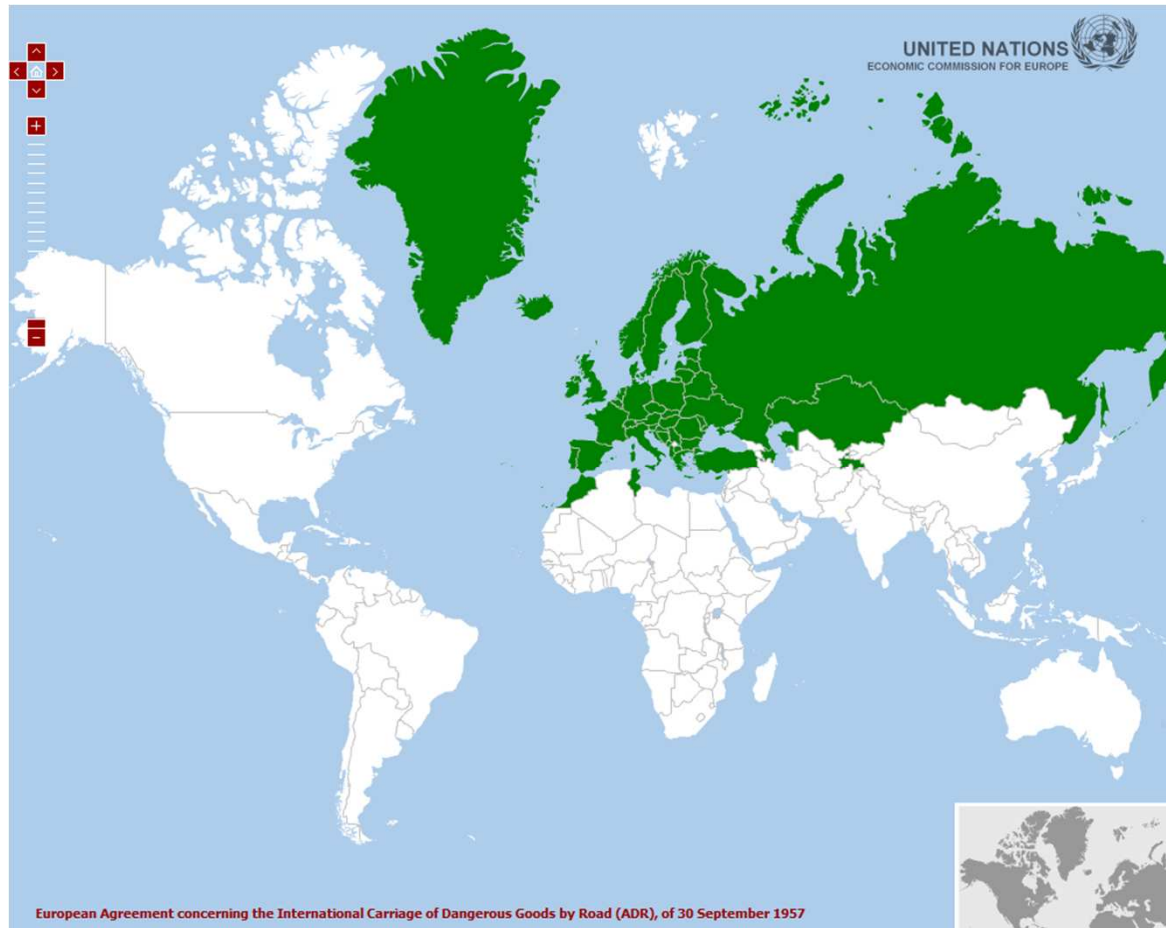 UNITED NATIONS
ECONOMIC COMMISSION FOR EUROPE
European Agreement concerning the International Carriage of Dangerous Goods by Road (ADR), of 30 September 1957